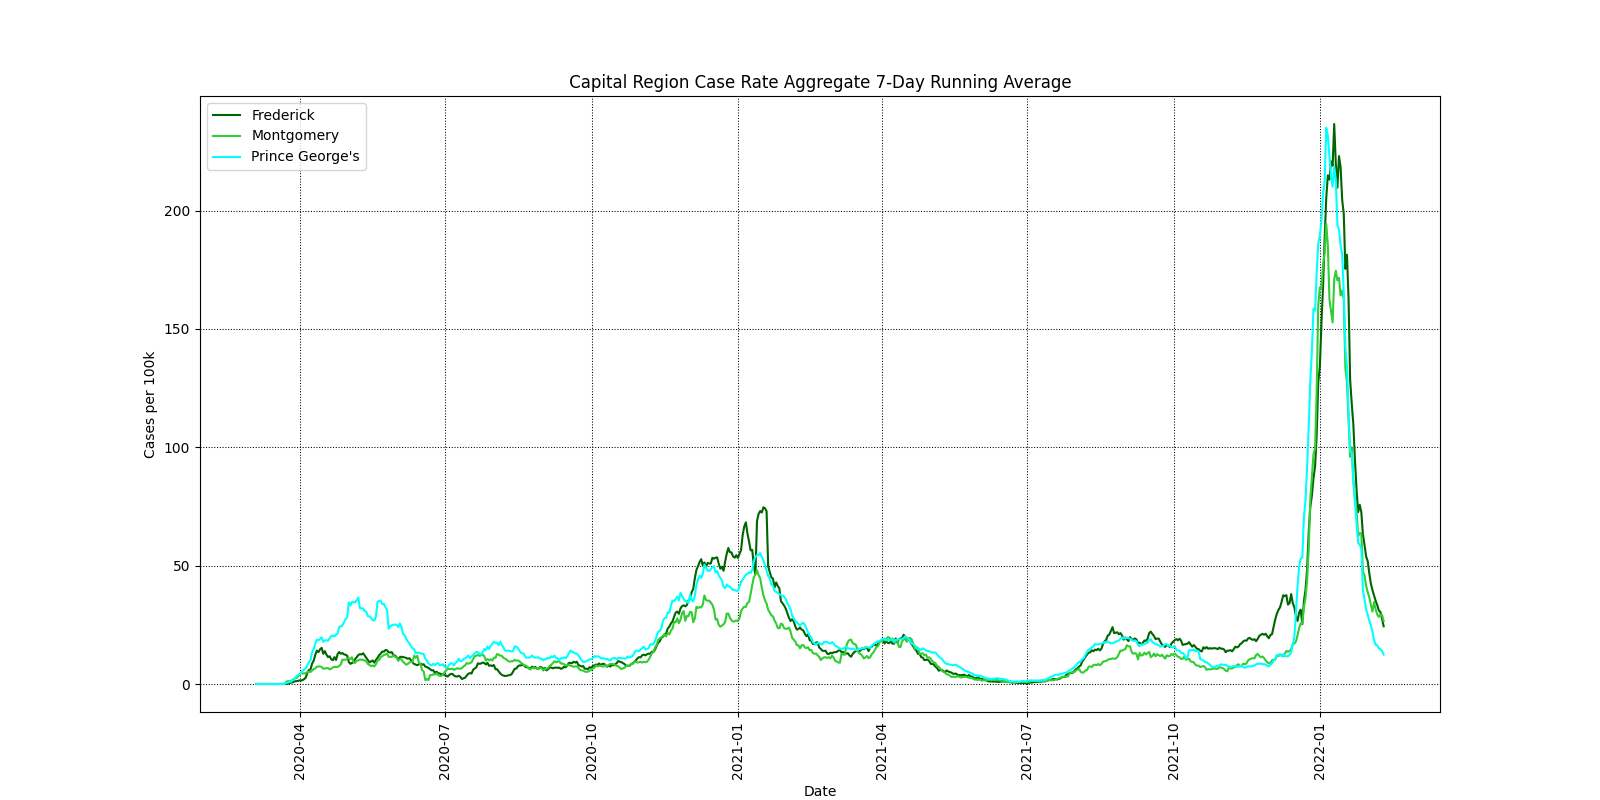 Capital Region Case Rate Aggregate 7-Day Running Average
Frederick
Montgomery
Prince George's
Cases per 100k
200
150
100
50
0
2020-04
2020-07
2020-10
2021-01
2021-04
2021-07
2021-10
2022-01
Date